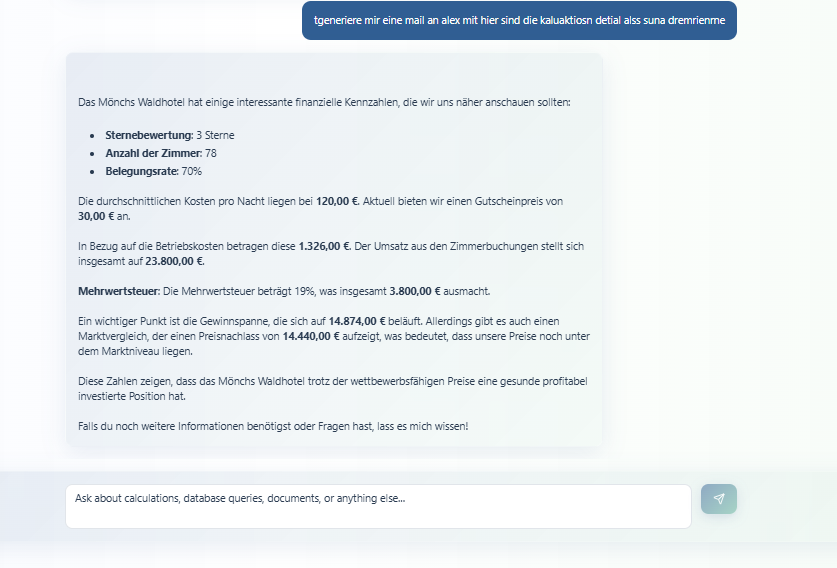 tgeneriere mir eine mail an alex mit hier sind die kaluaktiosn detial alss suna dremrienme
Das Mönchs Waldhotel hat einige interessante finanzielle Kennzahlen, die wir uns näher anschauen sollten:
• Sternebewertung: 3 Sterne
• Anzahl der Zimmer: 78
• Belegungsrate: 70%
Die durchschnittlichen Kosten pro Nacht liegen bei 120,00 €. Aktuell bieten wir einen Gutscheinpreis von
30,00 € an.
In Bezug auf die Betriebskosten betragen diese 1.326,00 €. Der Umsatz aus den Zimmerbuchungen stellt sich
insgesamt auf 23.800,00 €.
Mehrwertsteuer: Die Mehrwertsteuer beträgt 19%, was insgesamt 3.800,00 € ausmacht.
Ein wichtiger Punkt ist die Gewinnspanne, die sich auf 14.874,00 € beläuft. Allerdings gibt es auch einen
Marktvergleich, der einen Preisnachlass von 14.440,00 € aufzeigt, was bedeutet, dass unsere Preise noch unter
dem Marktniveau liegen.
Diese Zahlen zeigen, dass das Mönchs Waldhotel trotz der wettbewerbsfähigen Preise eine gesunde profitabel
investierte Position hat.
Falls du noch weitere Informationen benötigst oder Fragen hast, lass es mich wissen!
Ask about calculations, database queries, documents, or anything else...